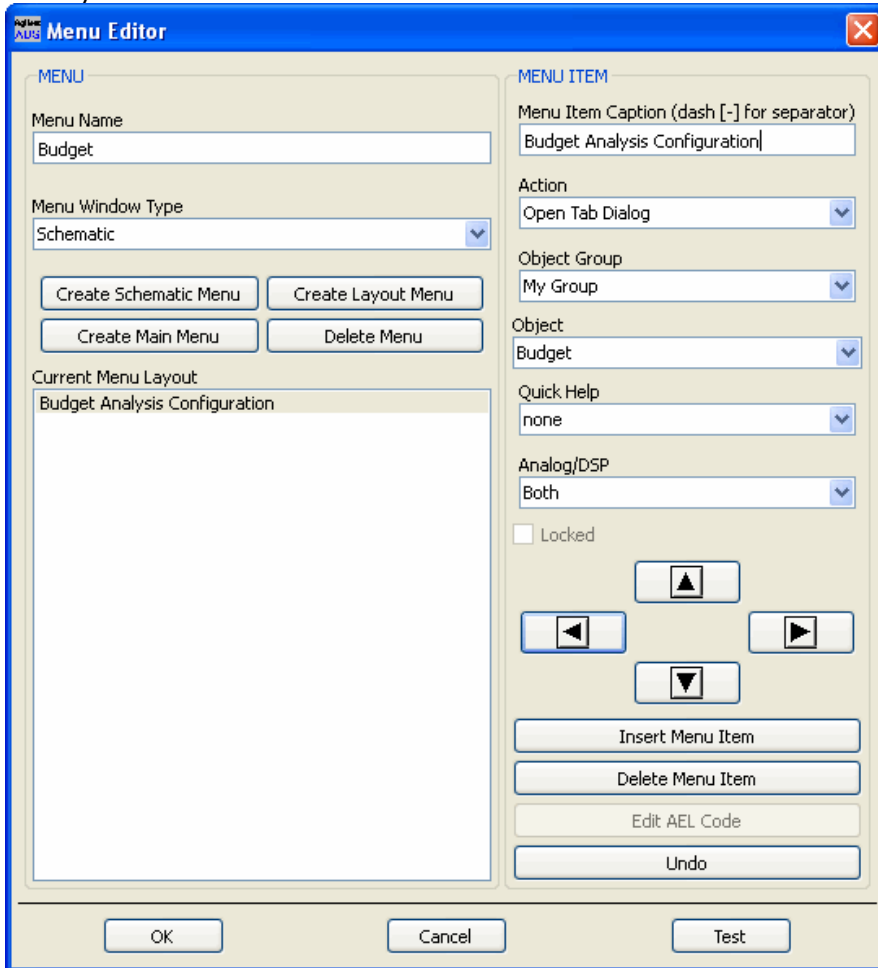 Agilent
ADS
Menu Editor
MENU
Menu Name
Budget
Menu Window Type
Schematic
Create Schematic Menu
Create Layout Menu
Create Main Menu
Delete Menu
Current Menu Layout
Budget Analysis Configuration
MENU ITEM
Menu Item Caption (dash [-] for separator)
Budget Analysis Configuration
Action
Open Tab Dialog
Object Group
My Group
Object
Budget
Quick Help
none
Analog/DSP
Both
Locked
Insert Menu Item
Delete Menu Item
Edit AEL Code
Undo
OK
Cancel
Test